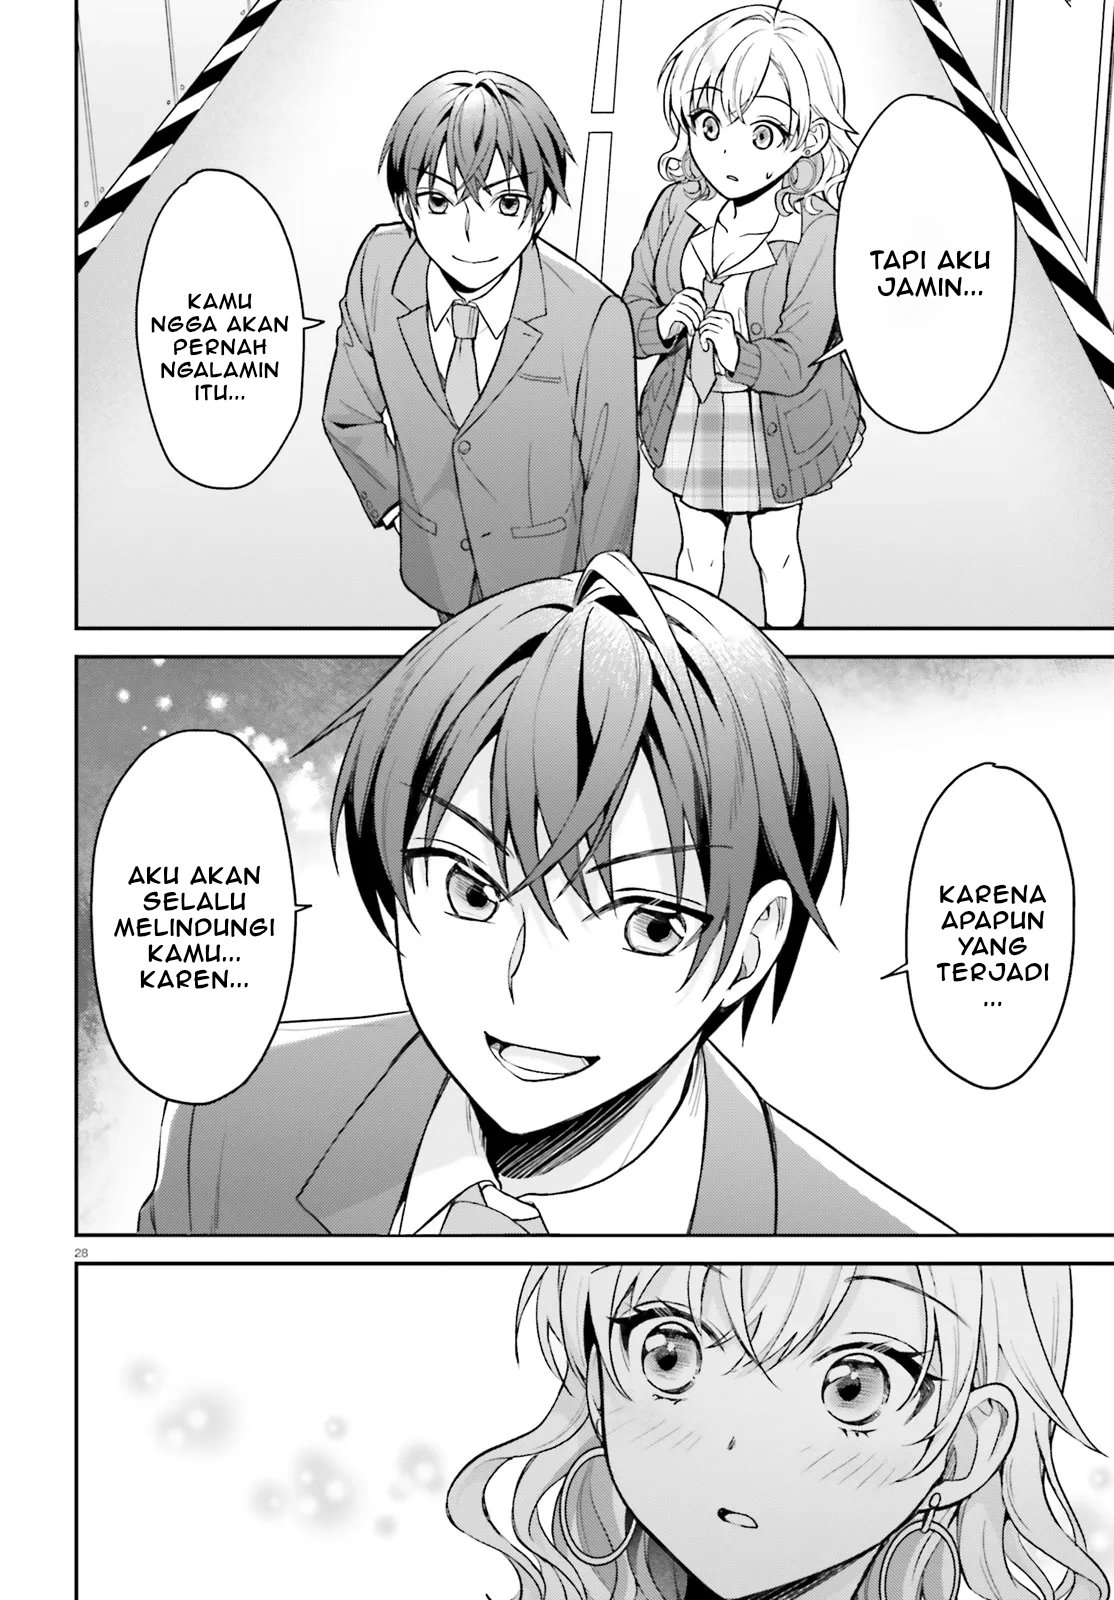 TAPI AKU
JAMIN...
KAMU
NGGA AKAN
PERNAH
NGALAMIN
ITU...
KARENA
APAPUN
YANG
TERJADI
...
AKU AKAN
SELALU
MELINDUNGI
KAMU...
KAREN...
28